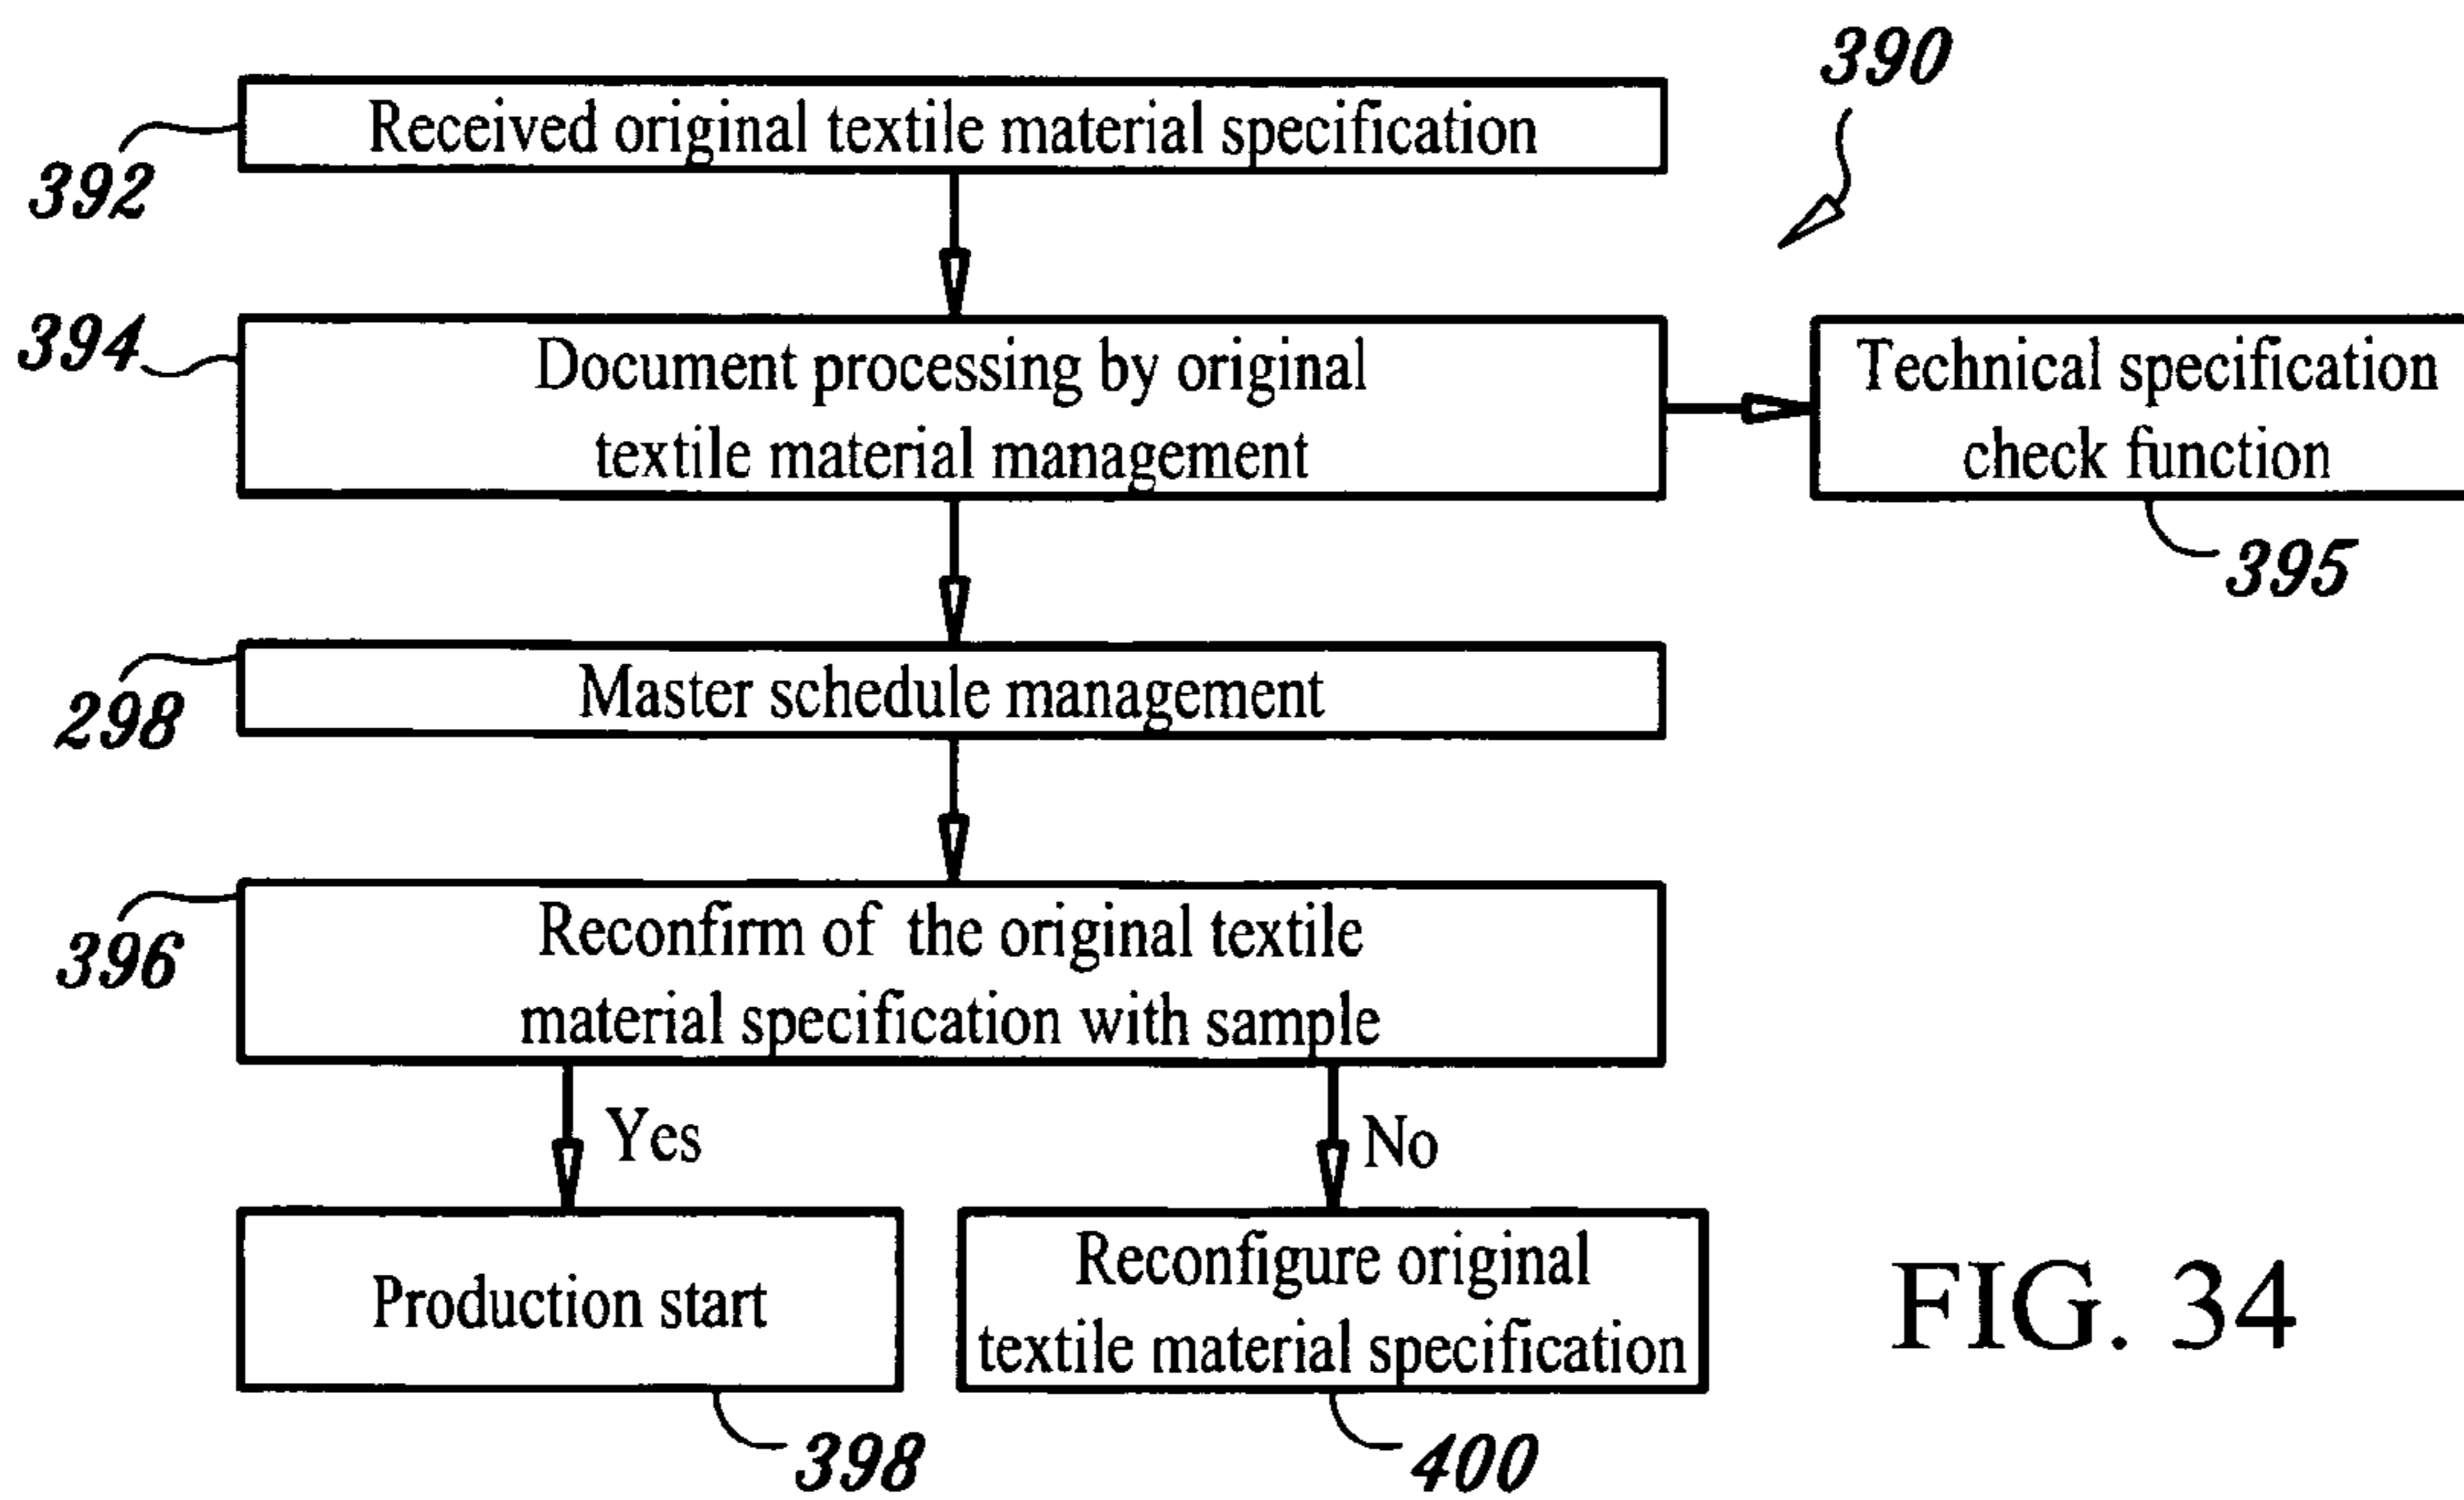 390
Received original textile material specification
392
394
Document processing by original
textile material management
Technical specification
check function
395
Master schedule management
298
Reconfirm of the original textile
material specification with sample
396
Yes
No
Production start
Reconfigure original
textile material specification
398
400
FIG. 34